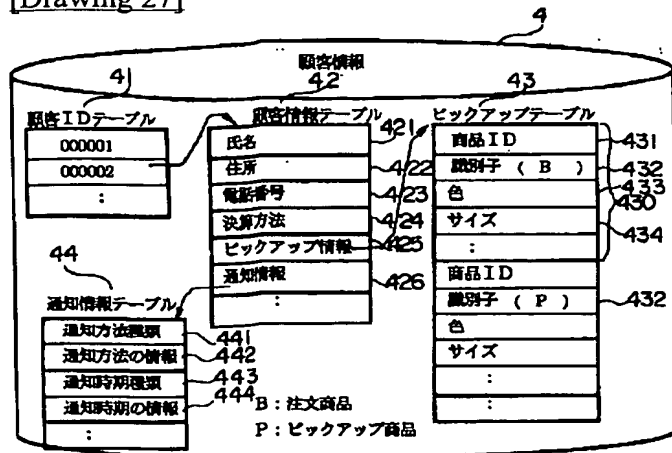 [Drawing 27]
4
顧客情報
41
顧客IDテーブル
000001
000002
:
42
顧客情報テーブル
氏名 421
住所 422
電話番号 423
決算方法 424
ピックアップ情報 425
通知情報 426
:
43
ピックアップテーブル
商品ID 431
識別子 ( B ) 432
色 433
430
サイズ 434
:
商品ID
識別子 ( P ) 432
色
サイズ
:
:
44
通知情報テーブル
通知方法種類 441
通知方法の情報 442
通知時期種類 443
通知時期の情報 444
:
B:注文商品
P:ピックアップ商品